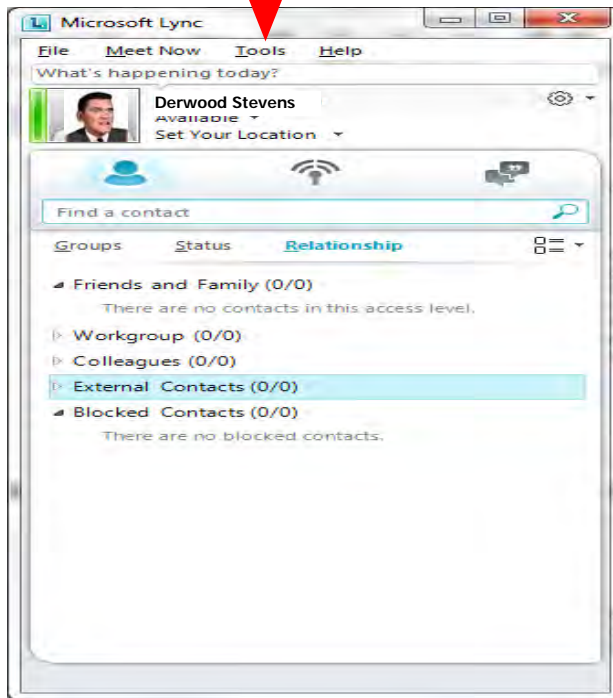 Microsoft Lync
File Meet Now Tools Help
What's happening today?
Derwood Stevens
Available
Set Your Location
Find a contact
Groups Status Relationship
Friends and Family (0/0)
There are no contacts in this access level.
Workgroup (0/0)
Colleagues (0/0)
External Contacts (0/0)
Blocked Contacts (0/0)
There are no blocked contacts.